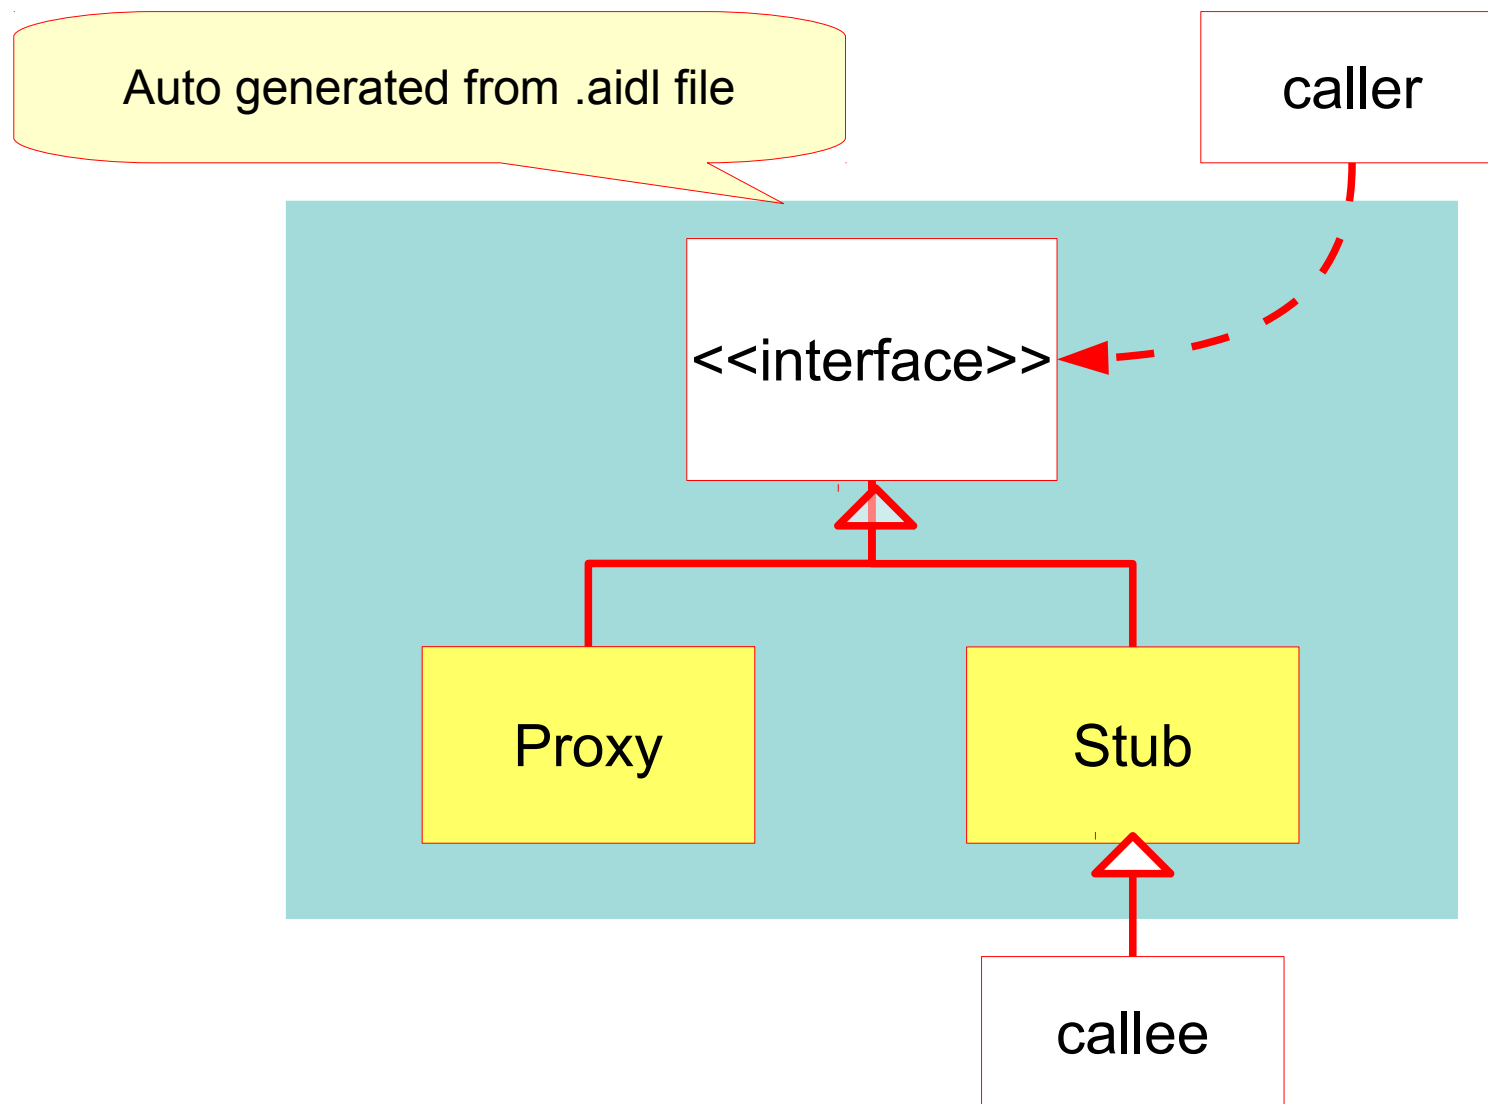 Auto generated from .aidl file
caller
<<interface>>
Proxy
Stub
callee